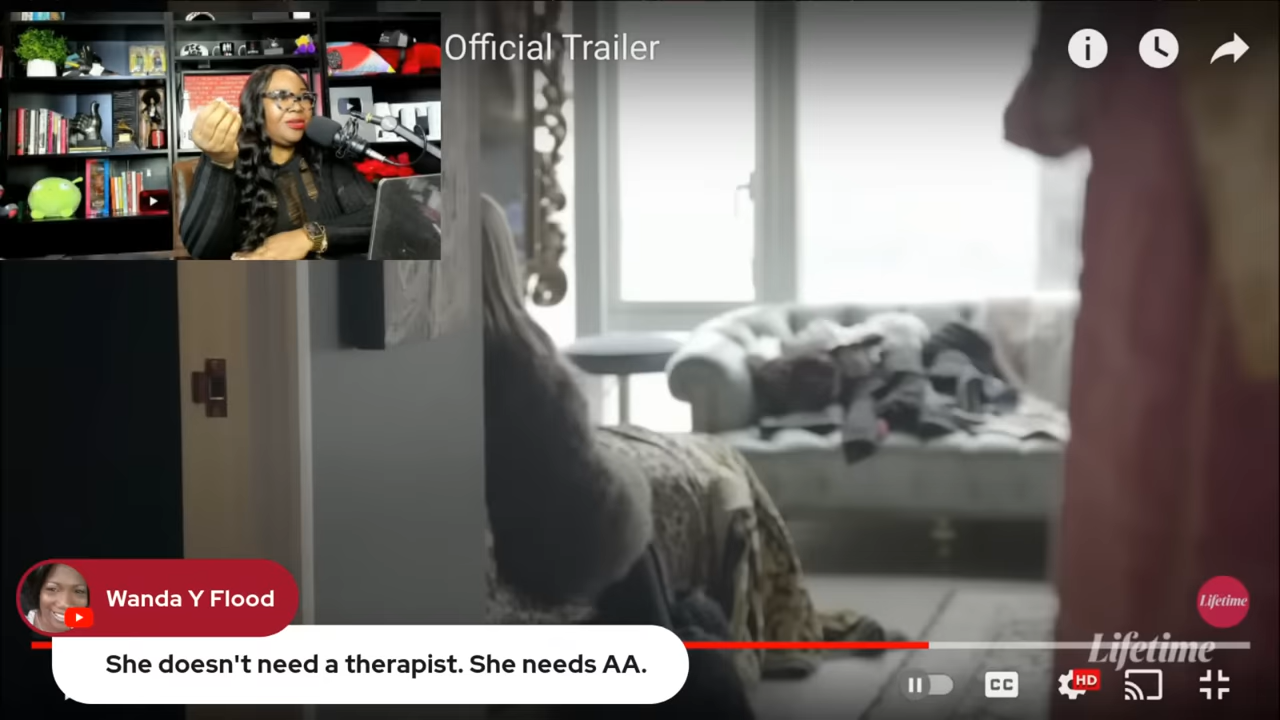 Official Trailer
Wanda Y Flood
She doesn't need a therapist. She needs AA.
Lifetime
Lifetime
CC
HD